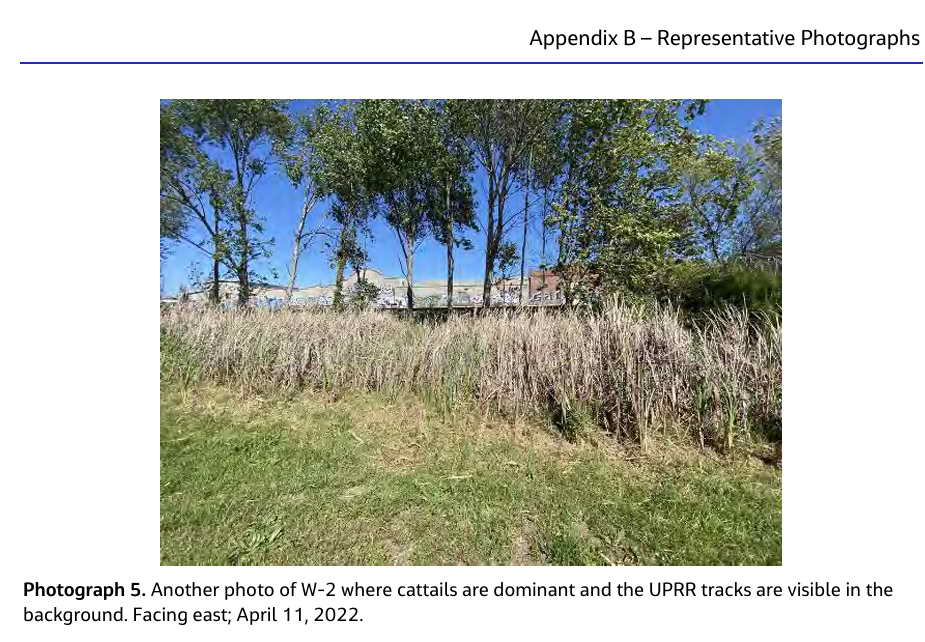 Appendix B – Representative Photographs
Photograph 5. Another photo of W-2 where cattails are dominant and the UPRR tracks are visible in the
background. Facing east; April 11, 2022.